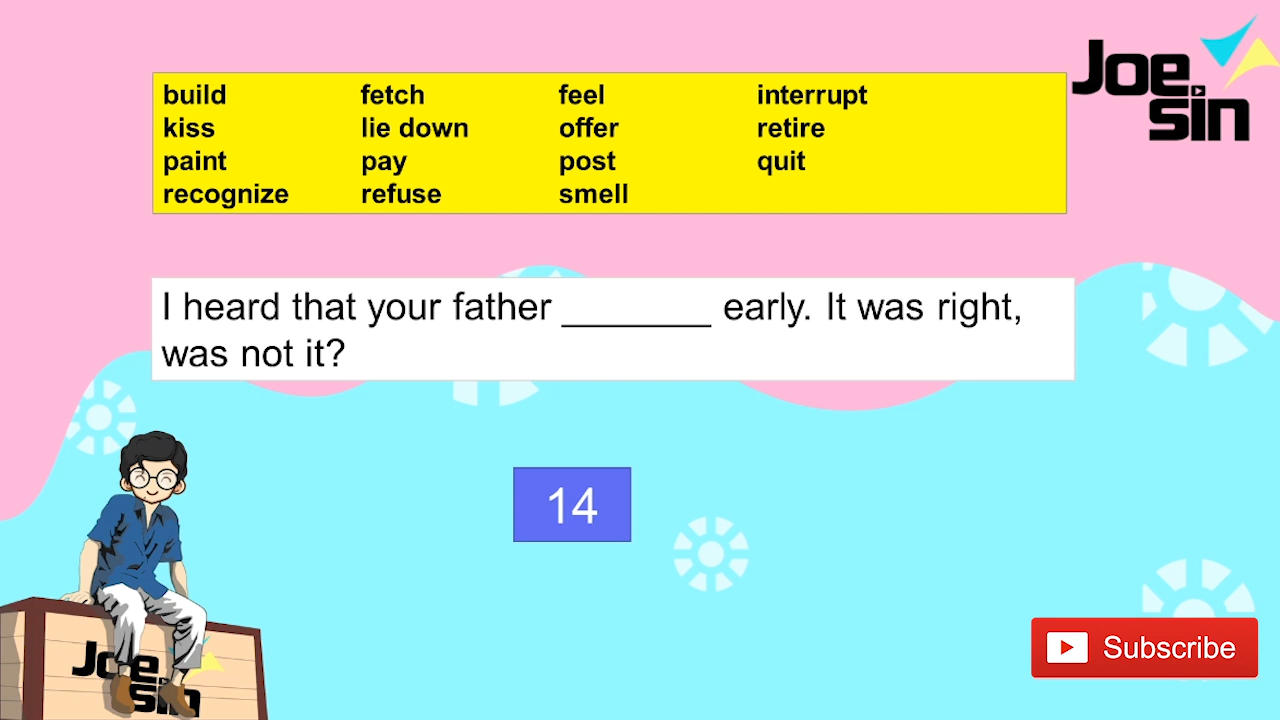 Joe
sin
build fetch feel interrupt
kiss lie down offer retire
paint pay post quit
recognize refuse smell
I heard that your father _______ early. It was right,
was not it?
14
Joe
sin
Subscribe